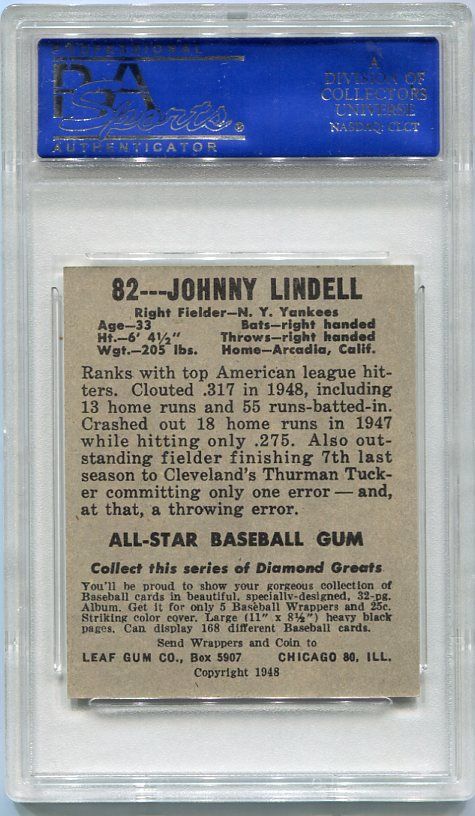 PROFESSIONAL
PSA
Sports ®
AUTHENTICATOR
A
DIVISION OF
COLLECTORS
UNIVERSE
NASDAQ: CLCT
82---JOHNNY LINDELL
Right Fielder—N. Y. Yankees
Age—33 Bats—right handed
Ht.—6' 4½" Throws—right handed
Wgt.—205 lbs. Home—Arcadia, Calif.
Ranks with top American league hit-
ters. Clouted .317 in 1948, including
13 home runs and 55 runs-batted-in.
Crashed out 18 home runs in 1947
while hitting only .275. Also out-
standing fielder finishing 7th last
season to Cleveland's Thurman Tuck-
er committing only one error — and,
at that, a throwing error.
ALL-STAR BASEBALL GUM
Collect this series of Diamond Greats
You'll be proud to show your gorgeous collection of
Baseball cards in beautiful, specially-designed, 32-pg.
Album. Get it for only 5 Baseball Wrappers and 25c.
Striking color cover. Large (11" x 8½") heavy black
pages. Can display 168 different Baseball cards.
Send Wrappers and Coin to
LEAF GUM CO., Box 5907 CHICAGO 80, ILL.
Copyright 1948